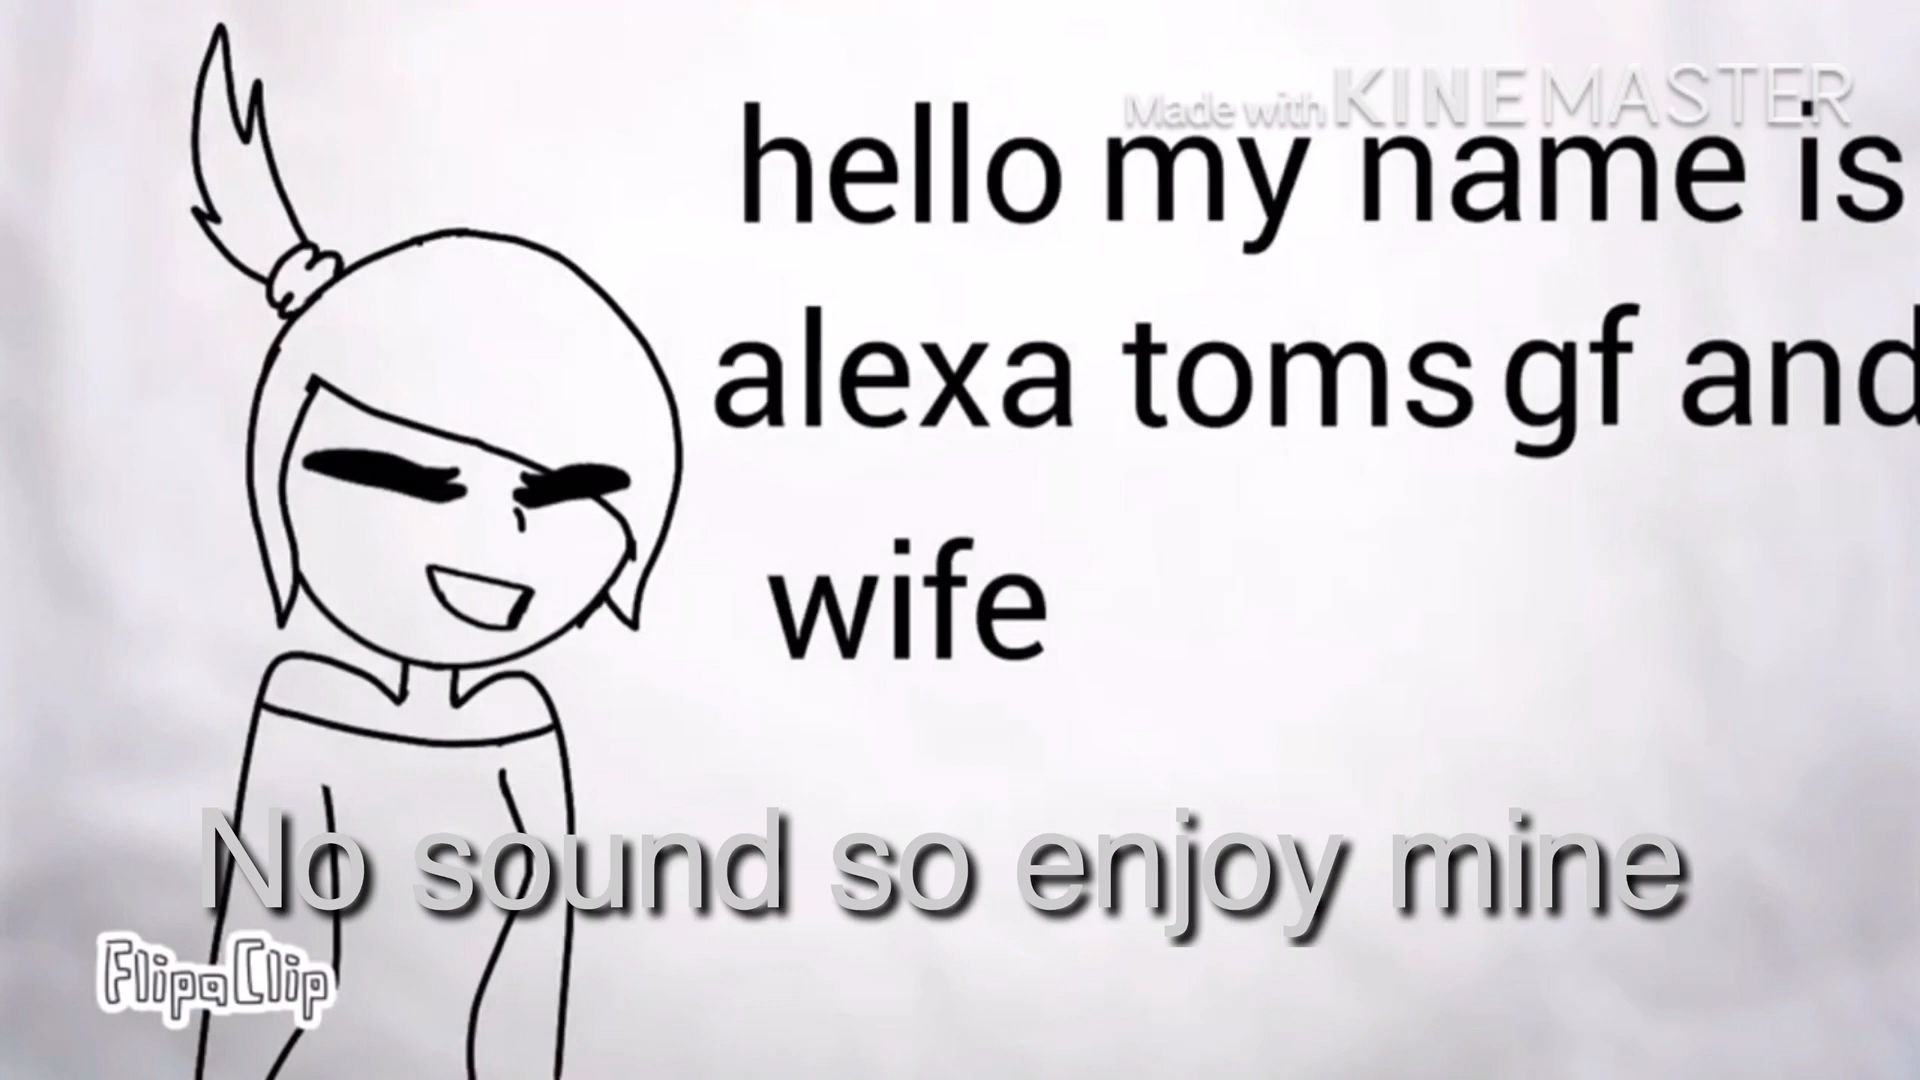 Made with KINEMASTER
hello my name is
alexa toms gf and
wife
No sound so enjoy mine
FlipaClip